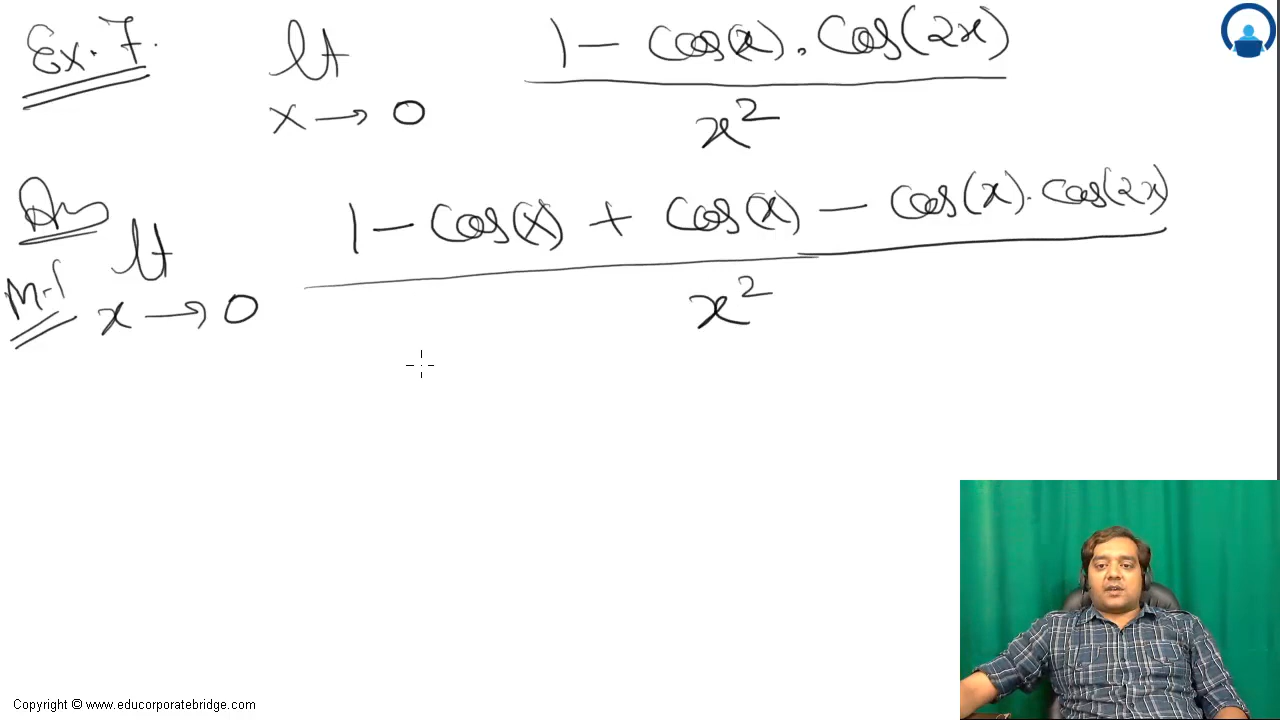 Ex. 7. lt x → 0 1 - cos(x). cos(2x) / x²
Ans
M-1 lt x → 0 1 - cos(x) + cos(x) - cos(x). cos(2x) / x²
Copyright © www.educorporatebridge.com